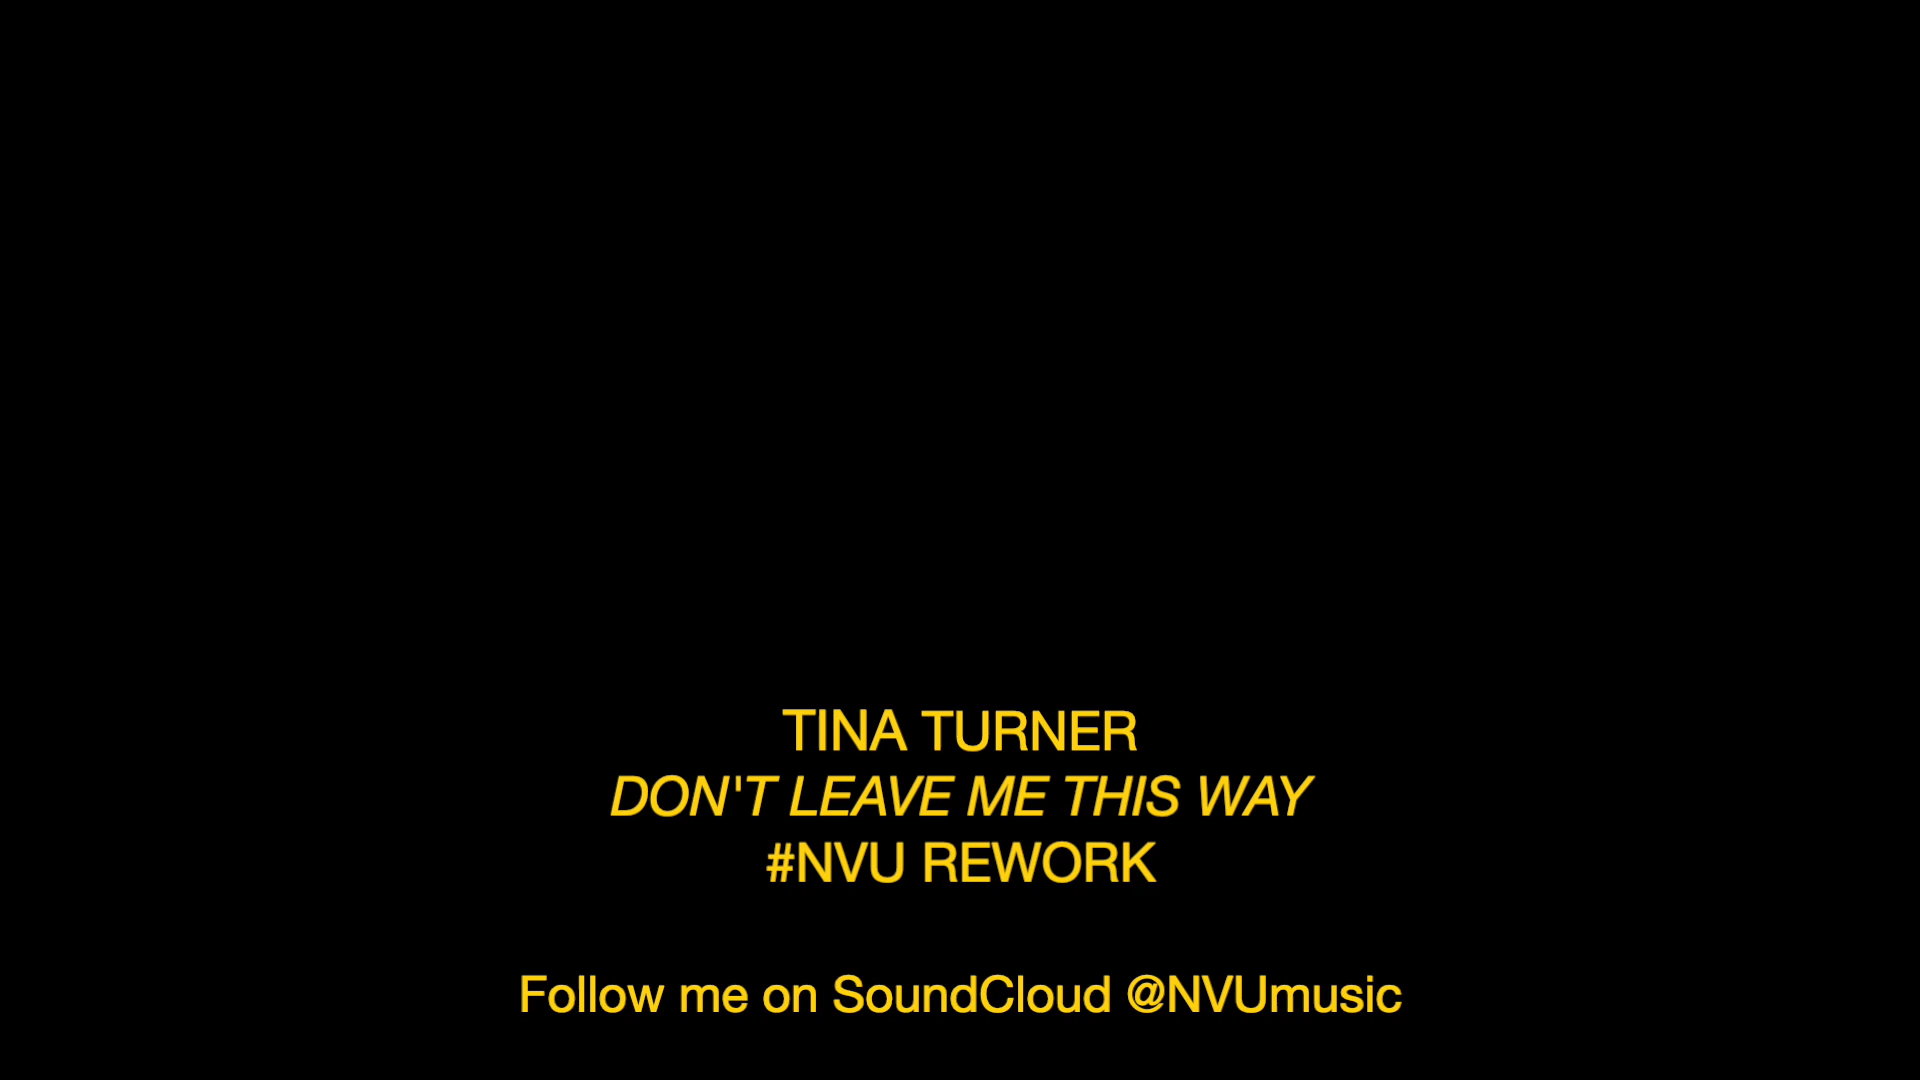 TINA TURNER
DON'T LEAVE ME THIS WAY
#NVU REWORK
Follow me on SoundCloud @NVUmusic